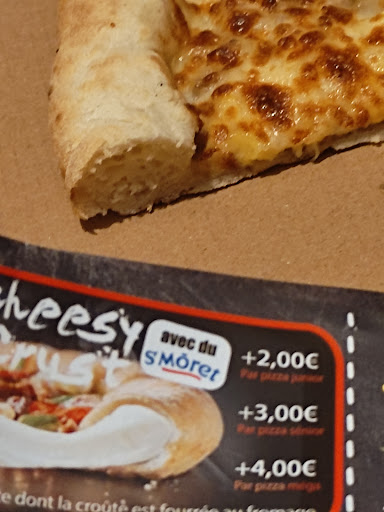 cheesy
crust
avec du
S^t MÔret
+2,00€
Par pizza junior
+3,00€
Par pizza sénior
+4,00€
Par pizza méga
dont la croûte est fourrée au fromage